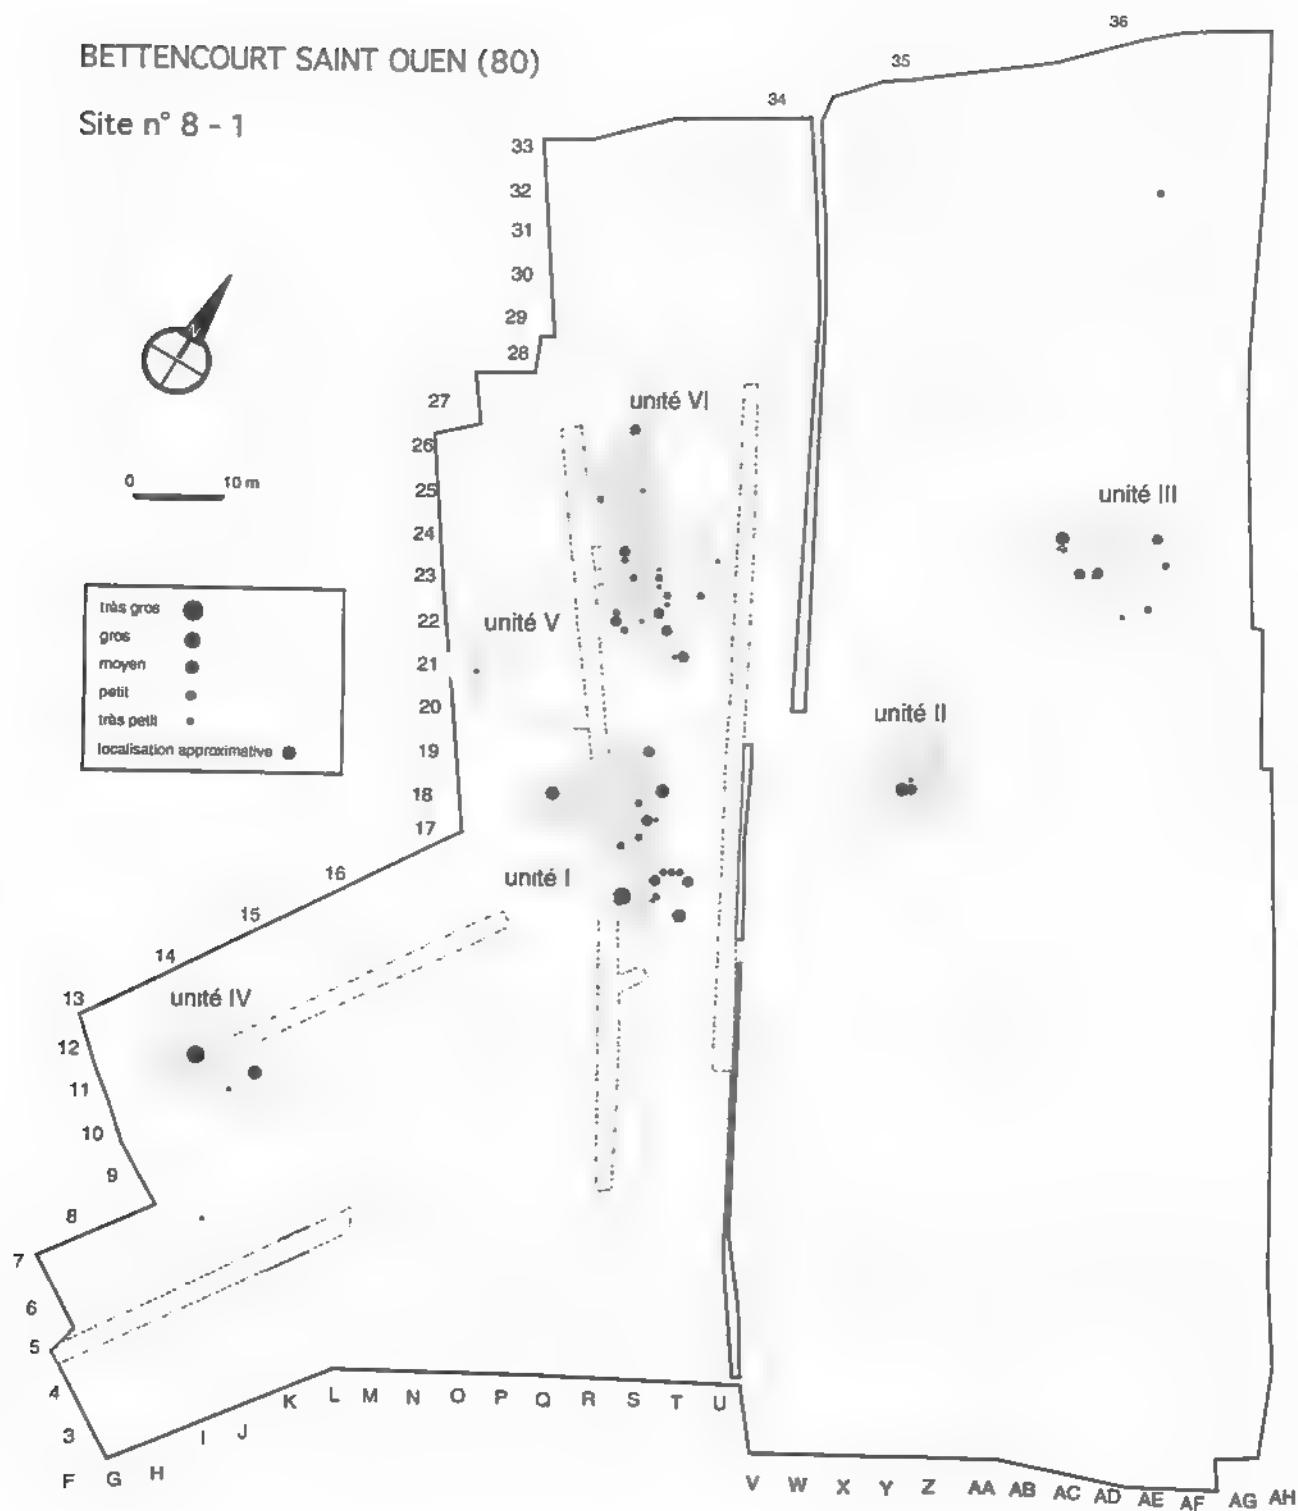 BETTENCOURT SAINT OUEN (80)
Site n° 8 - 1
36
35
34
33
32
31
30
29
28
27
26
25
24
23
22
21
20
19
18
17
16
15
14
13
12
11
10
9
8
7
6
5
4
3
N
0 10 m
très gros
gros
moyen
petit
très petit
localisation approximative
unité VI
unité III
unité V
unité II
unité I
unité IV
F G H I J K L M N O P Q R S T U V W X Y Z AA AB AC AD AE AF AG AH